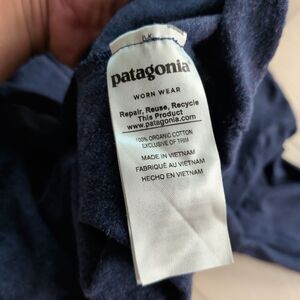 patagonia®
WORN WEAR
Repair, Reuse, Recycle
This Product
www.patagonia.com
100% ORGANIC COTTON
EXCLUSIVE OF TRIM
MADE IN VIETNAM
FABRIQUÉ AU VIETNAM
HECHO EN VIETNAM